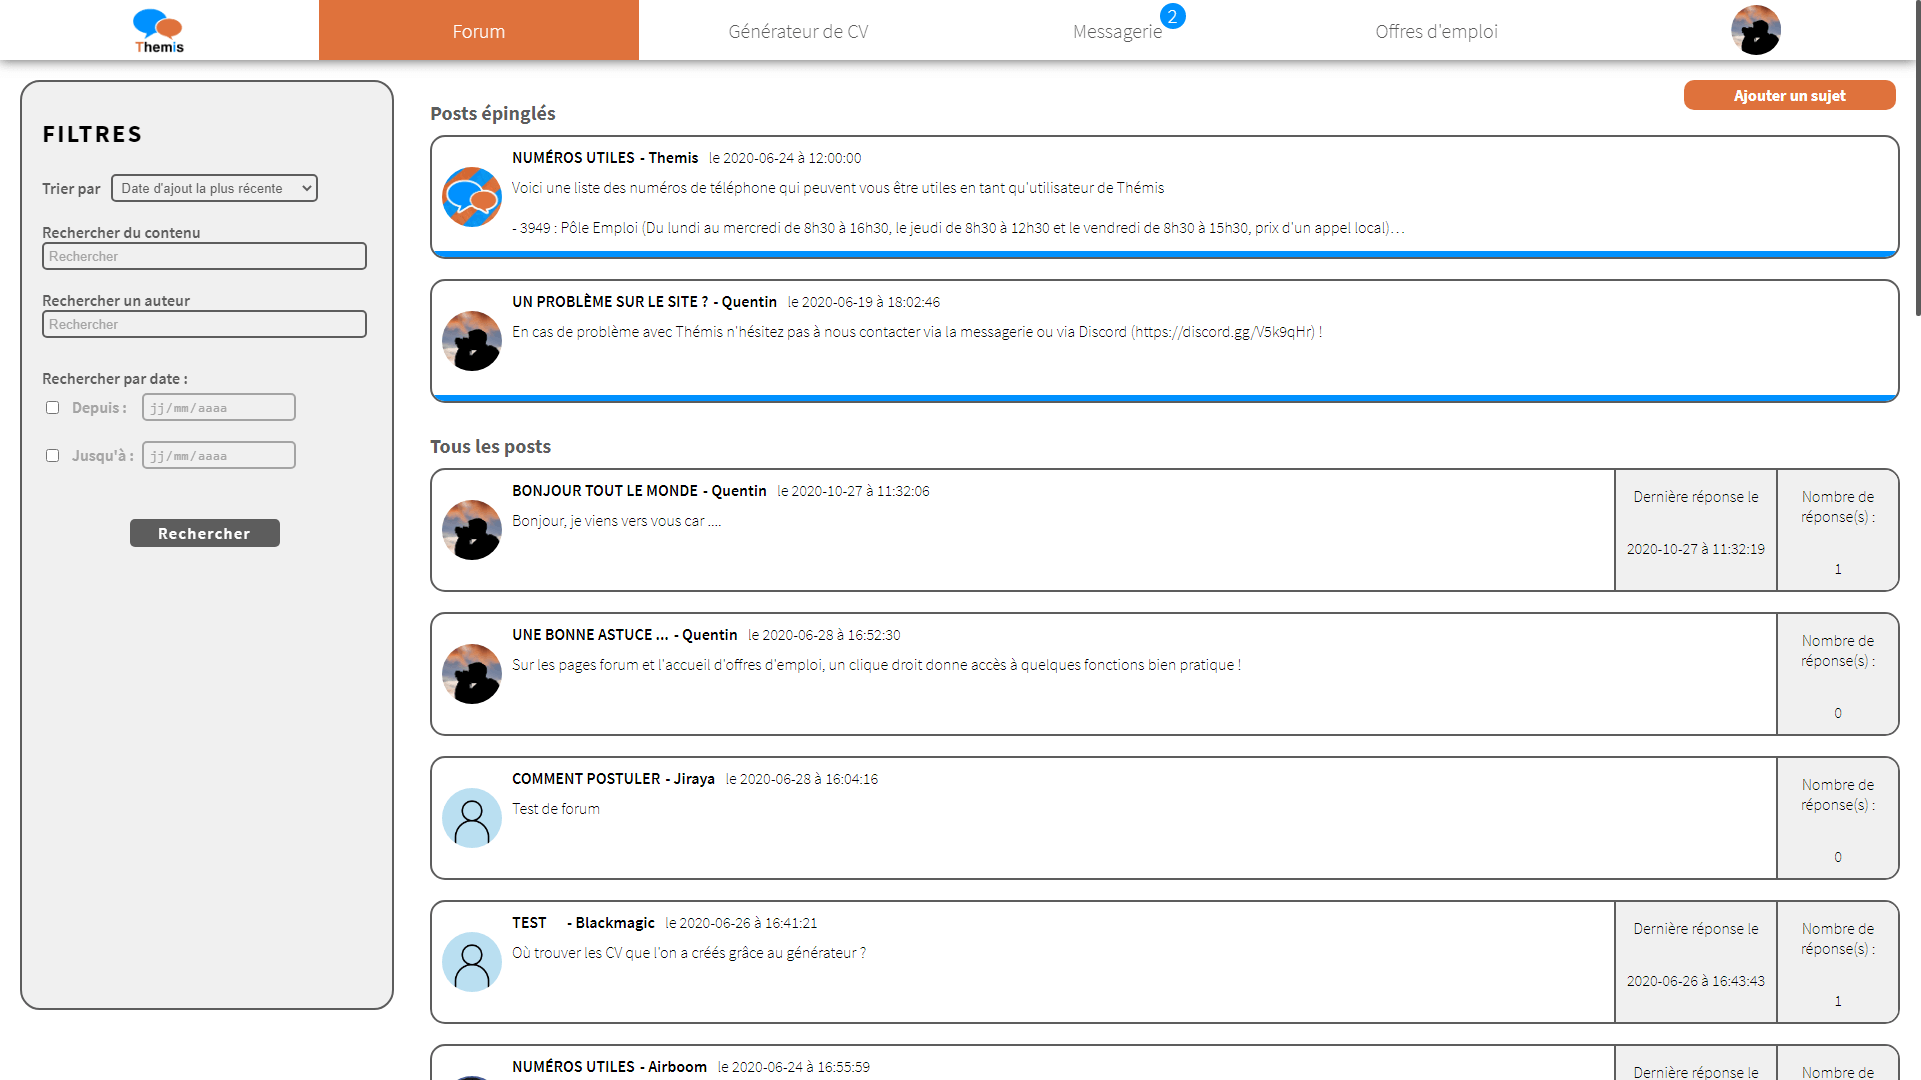 Themis
Forum
Générateur de CV
Messagerie
2
Offres d'emploi
FILTRES
Trier par
Date d'ajout la plus récente
Rechercher du contenu
Rechercher
Rechercher un auteur
Rechercher
Rechercher par date :
Depuis :
jj/mm/aaaa
Jusqu'à :
jj/mm/aaaa
Rechercher
Ajouter un sujet
Posts épinglés
NUMÉROS UTILES - Themis le 2020-06-24 à 12:00:00
Voici une liste des numéros de téléphone qui peuvent vous être utiles en tant qu'utilisateur de Thémis
- 3949 : Pôle Emploi (Du lundi au mercredi de 8h30 à 16h30, le jeudi de 8h30 à 12h30 et le vendredi de 8h30 à 15h30, prix d'un appel local)…
UN PROBLÈME SUR LE SITE ? - Quentin le 2020-06-19 à 18:02:46
En cas de problème avec Thémis n'hésitez pas à nous contacter via la messagerie ou via Discord (https://discord.gg/V5k9qHr) !
Tous les posts
BONJOUR TOUT LE MONDE - Quentin le 2020-10-27 à 11:32:06
Bonjour, je viens vers vous car ....
Dernière réponse le
2020-10-27 à 11:32:19
Nombre de
réponse(s) :
1
UNE BONNE ASTUCE ... - Quentin le 2020-06-28 à 16:52:30
Sur les pages forum et l'accueil d'offres d'emploi, un clique droit donne accès à quelques fonctions bien pratique !
Nombre de
réponse(s) :
0
COMMENT POSTULER - Jiraya le 2020-06-28 à 16:04:16
Test de forum
Nombre de
réponse(s) :
0
TEST - Blackmagic le 2020-06-26 à 16:41:21
Où trouver les CV que l'on a créés grâce au générateur ?
Dernière réponse le
2020-06-26 à 16:43:43
Nombre de
réponse(s) :
1
NUMÉROS UTILES - Airboom le 2020-06-24 à 16:55:59
Dernière réponse le
Nombre de